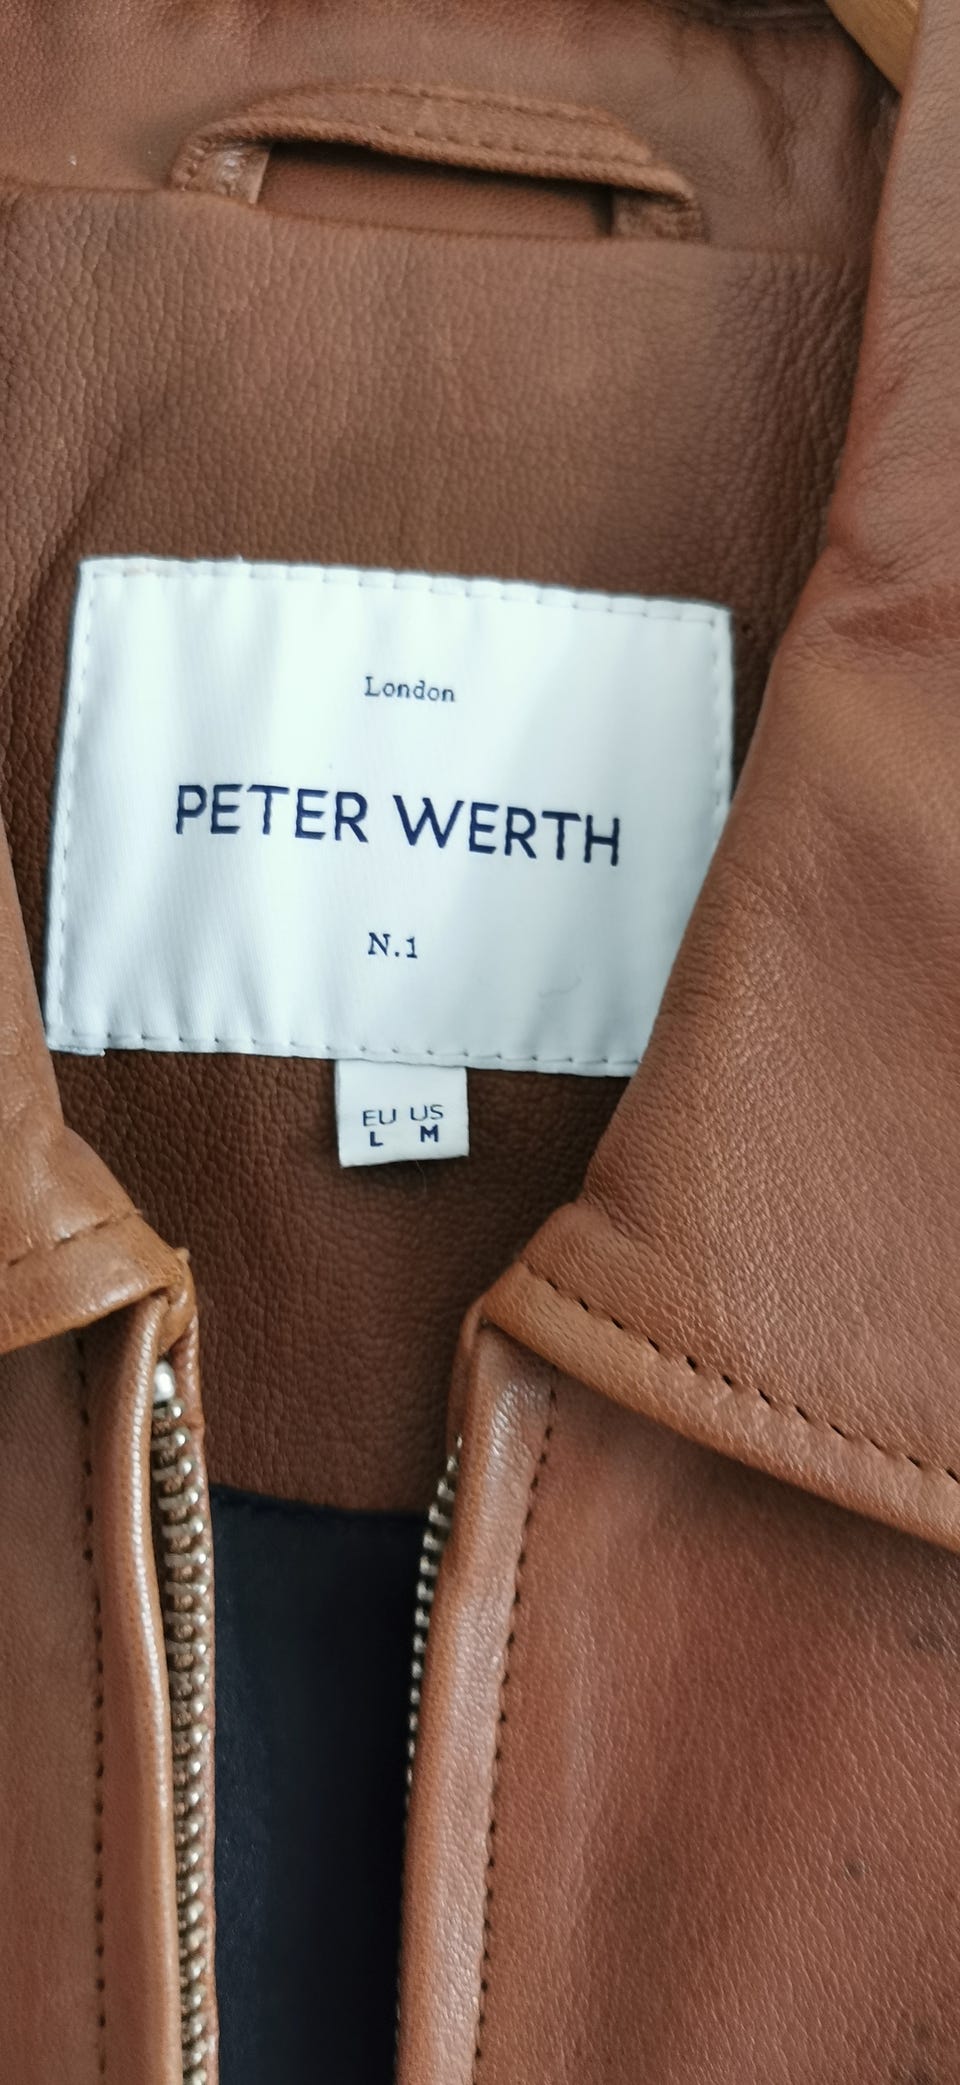 London
PETER WERTH
N.1
EU US
L M